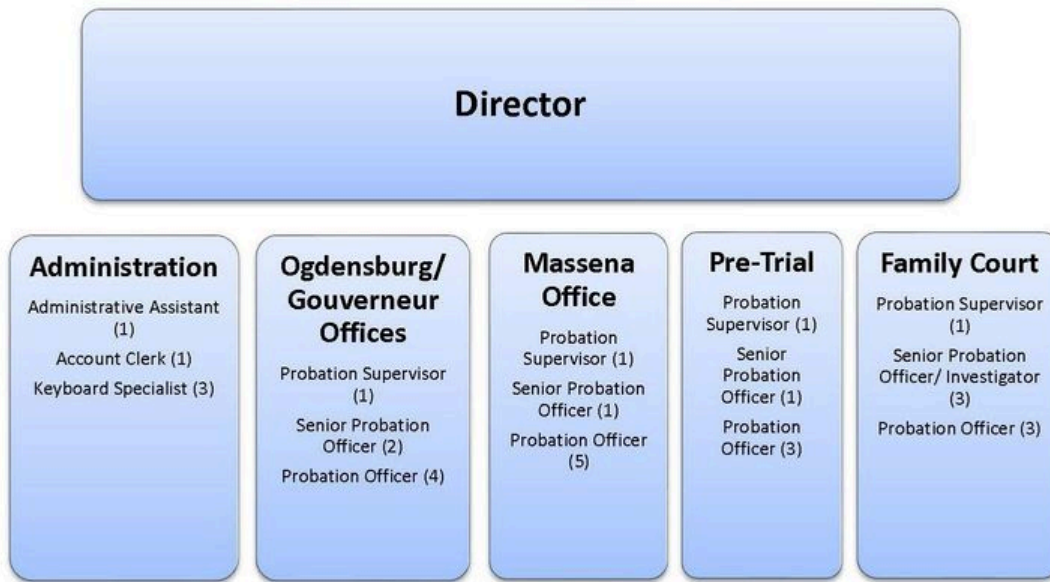 Director
Administration
Administrative Assistant
(1)
Account Clerk (1)
Keyboard Specialist (3)
Ogdensburg/
Gouverneur
Offices
Probation Supervisor
(1)
Senior Probation
Officer (2)
Probation Officer (4)
Massena
Office
Probation
Supervisor (1)
Senior Probation
Officer (1)
Probation Officer
(5)
Pre-Trial
Probation
Supervisor (1)
Senior
Probation
Officer (1)
Probation
Officer (3)
Family Court
Probation Supervisor
(1)
Senior Probation
Officer/ Investigator
(3)
Probation Officer (3)